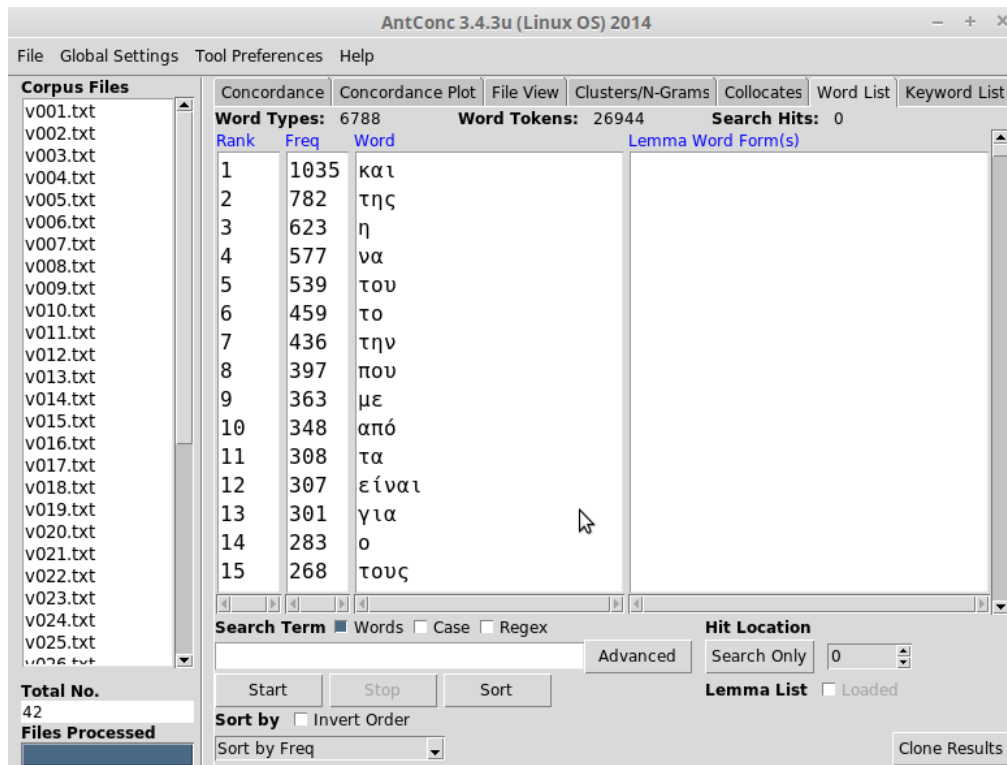 AntConc 3.4.3u (Linux OS) 2014
File Global Settings Tool Preferences Help
Corpus Files
v001.txt
v002.txt
v003.txt
v004.txt
v005.txt
v006.txt
v007.txt
v008.txt
v009.txt
v010.txt
v011.txt
v012.txt
v013.txt
v014.txt
v015.txt
v016.txt
v017.txt
v018.txt
v019.txt
v020.txt
v021.txt
v022.txt
v023.txt
v024.txt
v025.txt
v026.txt
Total No.
42
Files Processed
Concordance Concordance Plot File View Clusters/N-Grams Collocates Word List Keyword List
Word Types: 6788 Word Tokens: 26944 Search Hits: 0
Rank Freq Word Lemma Word Form(s)
1 1035 και
2 782 της
3 623 η
4 577 να
5 539 του
6 459 το
7 436 την
8 397 που
9 363 με
10 348 από
11 308 τα
12 307 είναι
13 301 για
14 283 ο
15 268 τους
Search Term Words Case Regex Hit Location
Advanced Search Only 0
Start Stop Sort Lemma List Loaded
Sort by Invert Order
Sort by Freq Clone Results